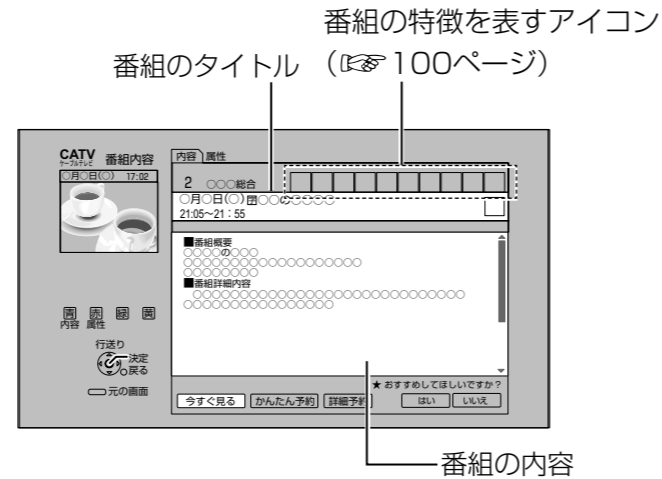 番組の特徴を表すアイコン
番組のタイトル (☞100ページ)
CATV 番組内容
ケーブルテレビ
○月○日(○) 17:02
内容 属性
2 ○○○総合
○月○日(○)
○○の○○○○
21:05~21:55
■番組概要
○○○○の○○○
○○○○○○○○○○○○○○○○○○○○
○○○○○○○○
■番組詳細内容
○○○○○○○○○○○○○○○○○○○○○○○○○○○○○
○○○○○○○○○○○○○○○○
青 赤 緑 黄
内容 属性
行送り
決定
戻る
元の画面
★おすすめしてほしいですか?
今すぐ見る かんたん予約 詳細予約 はい いいえ
番組の内容